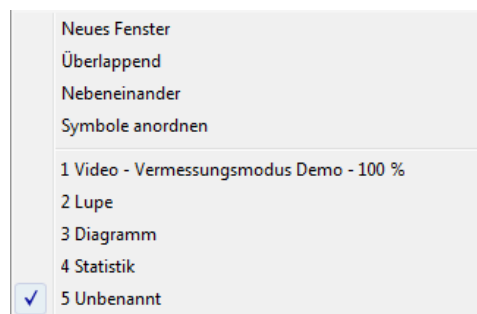 Neues Fenster
Überlappend
Nebeneinander
Symbole anordnen
1 Video - Vermessungsmodus Demo - 100 %
2 Lupe
3 Diagramm
4 Statistik
5 Unbenannt